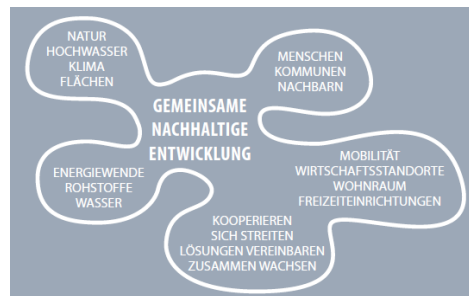 NATUR
HOCHWASSER
KLIMA
FLÄCHEN
MENSCHEN
KOMMUNEN
NACHBARN
GEMEINSAME
NACHHALTIGE
ENTWICKLUNG
ENERGIEWENDE
ROHSTOFFE
WASSER
MOBILITÄT
WIRTSCHAFTSSTANDORTE
WOHNRAUM
FREIZEITEINRICHTUNGEN
KOOPERIEREN
SICH STREITEN
LÖSUNGEN VEREINBAREN
ZUSAMMEN WACHSEN